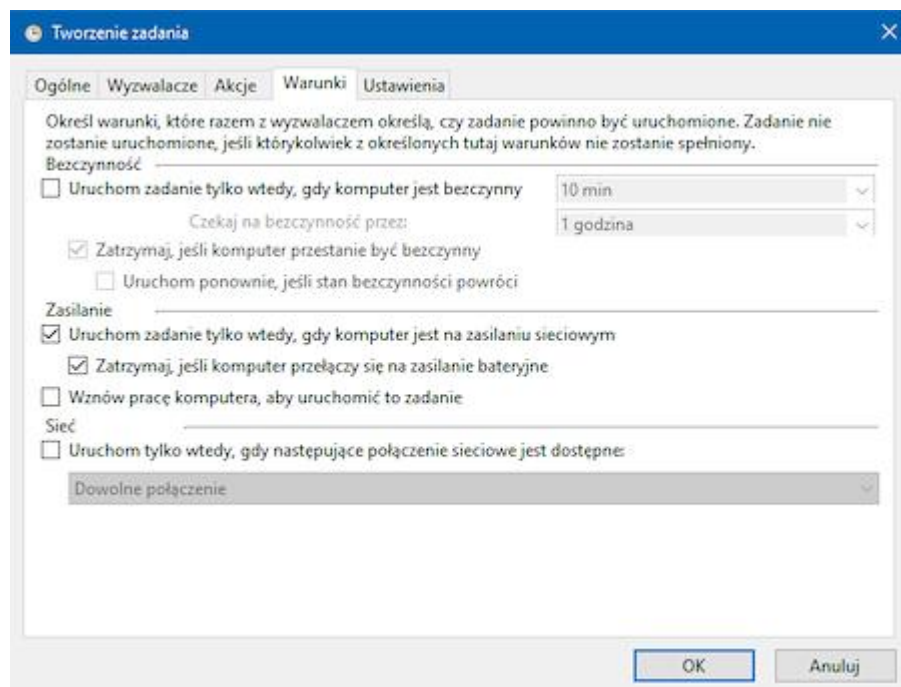 Tworzenie zadania
Ogólne Wyzwalacze Akcje Warunki Ustawienia
Określ warunki, które razem z wyzwalaczem określą, czy zadanie powinno być uruchomione. Zadanie nie
zostanie uruchomione, jeśli którykolwiek z określonych tutaj warunków nie zostanie spełniony.
Bezczynność
Uruchom zadanie tylko wtedy, gdy komputer jest bezczynny 10 min
Czekaj na bezczynność przez: 1 godzina
Zatrzymaj, jeśli komputer przestanie być bezczynny
Uruchom ponownie, jeśli stan bezczynności powróci
Zasilanie
Uruchom zadanie tylko wtedy, gdy komputer jest na zasilaniu sieciowym
Zatrzymaj, jeśli komputer przełączy się na zasilanie bateryjne
Wznów pracę komputera, aby uruchomić to zadanie
Sieć
Uruchom tylko wtedy, gdy następujące połączenie sieciowe jest dostępne:
Dowolne połączenie
OK Anuluj